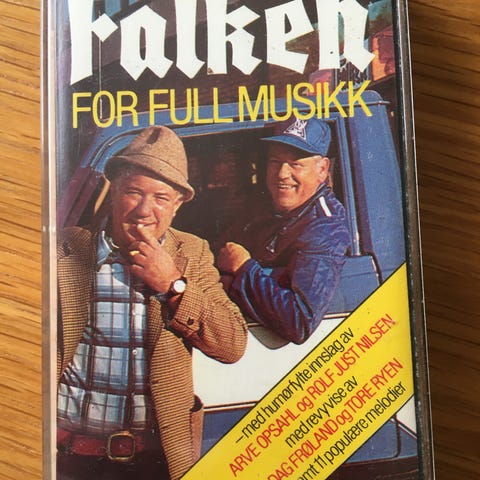 Falken
FOR FULL MUSIKK
– med humørfylte innslag av
ARVE OPSAHL og ROLF JUST NILSEN
med revyvise av
DAG FRØLAND og TORE RYEN
11 populære melodier